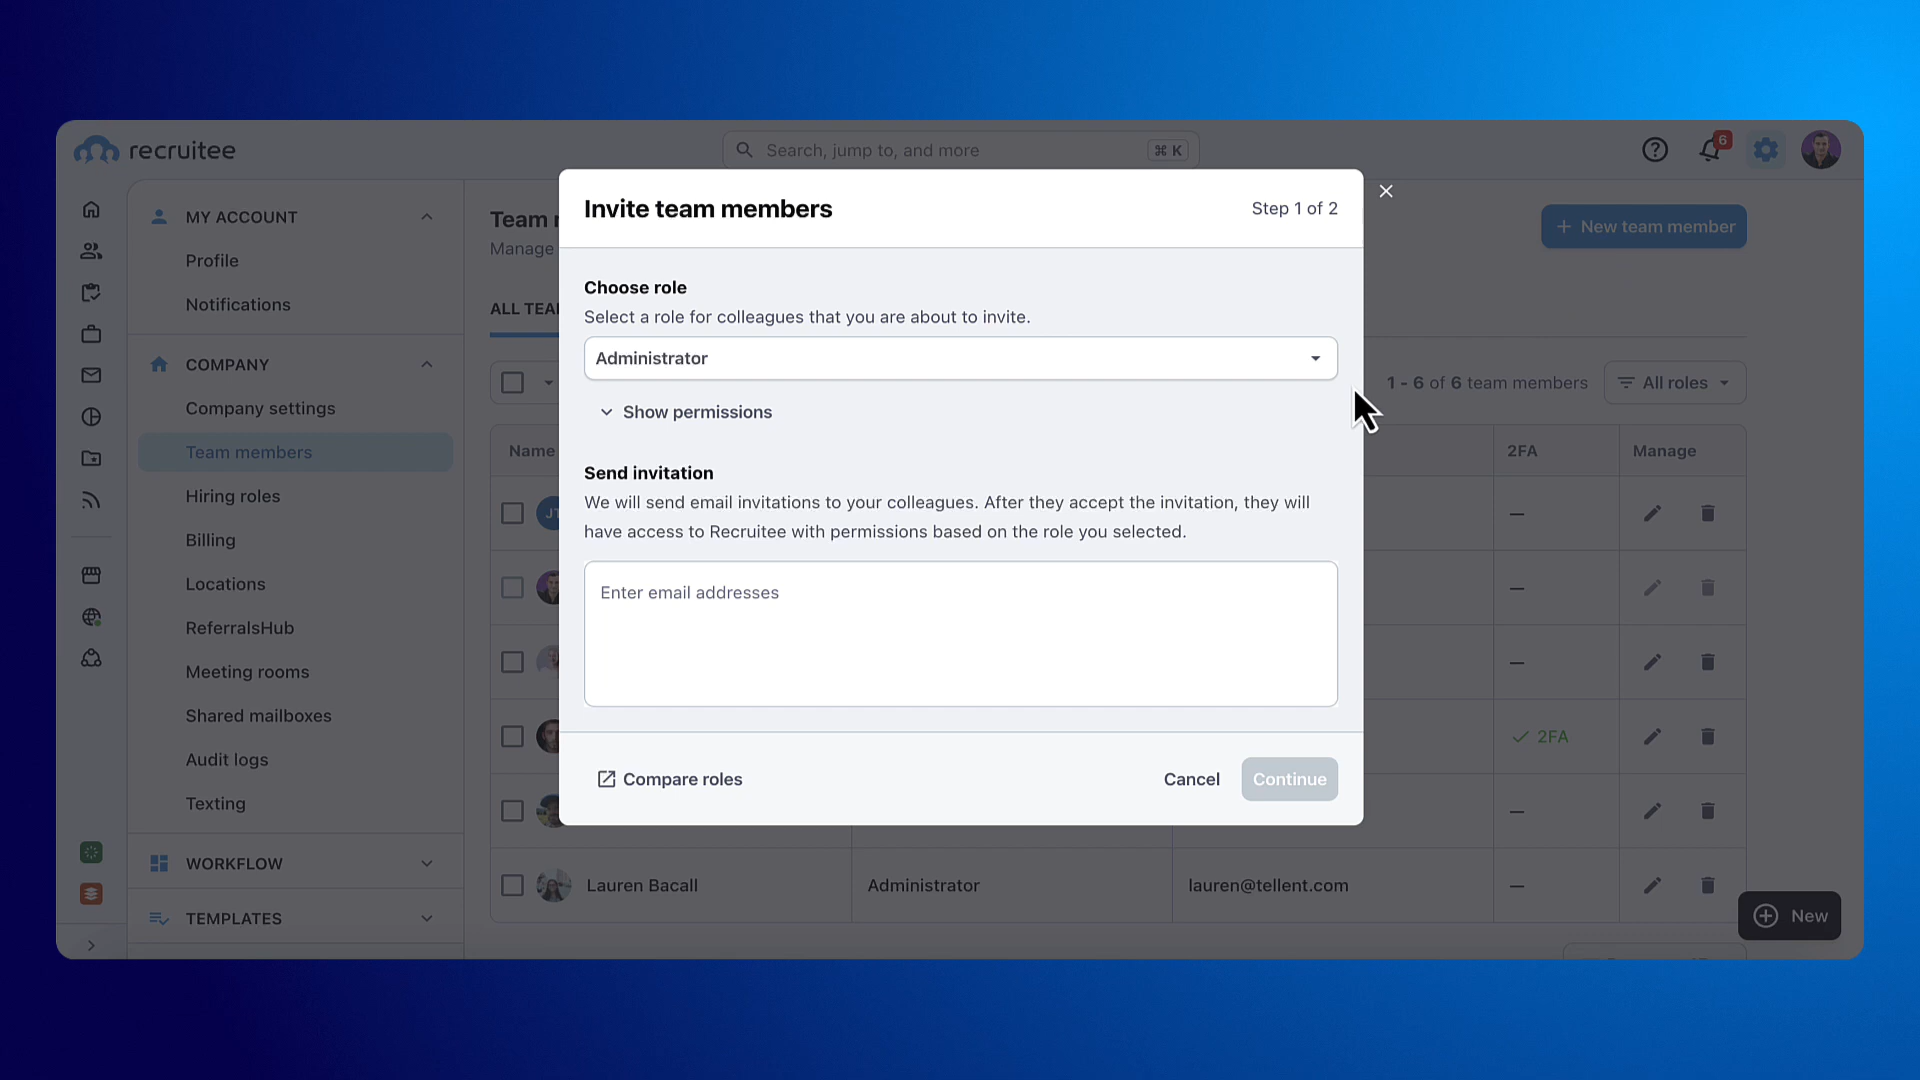 recruitee
Search, jump to, and more
⌘ K
6
MY ACCOUNT
Profile
Notifications
COMPANY
Company settings
Team members
Hiring roles
Billing
Locations
ReferralsHub
Meeting rooms
Shared mailboxes
Audit logs
Texting
WORKFLOW
TEMPLATES
Team
Manage
+ New team member
ALL TEA
1 - 6 of 6 team members
All roles
Name
2FA
Manage
JT
—
—
—
2FA
—
Lauren Bacall
Administrator
lauren@tellent.com
—
New
Invite team members
Step 1 of 2
Choose role
Select a role for colleagues that you are about to invite.
Administrator
Show permissions
Send invitation
We will send email invitations to your colleagues. After they accept the invitation, they will
have access to Recruitee with permissions based on the role you selected.
Enter email addresses
Compare roles
Cancel
Continue